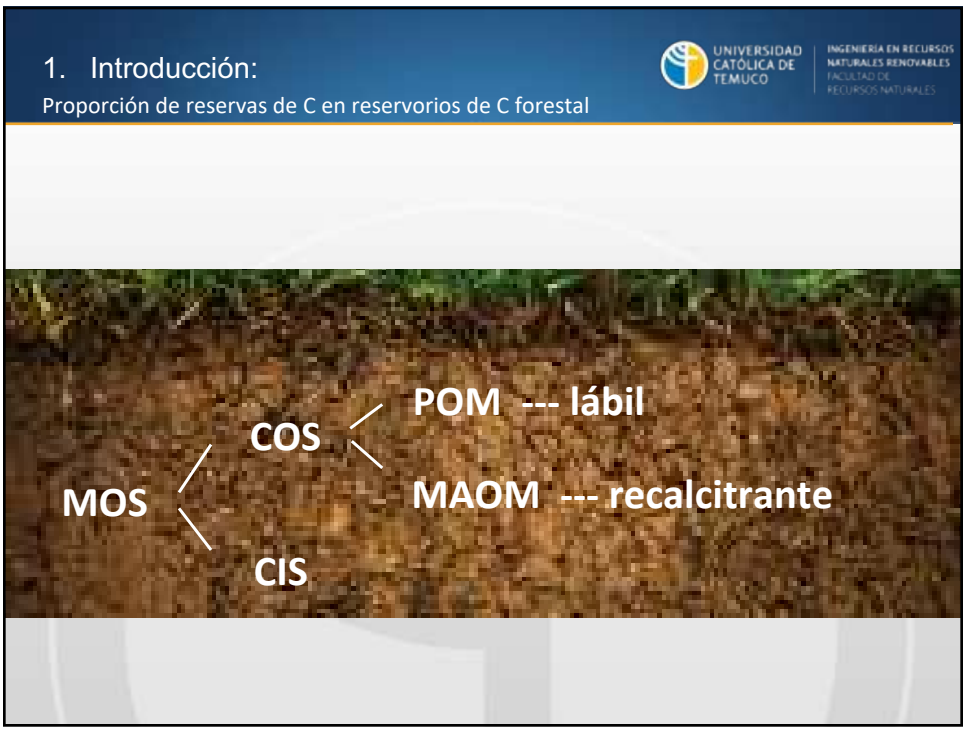 1. Introducción:
Proporción de reservas de C en reservorios de C forestal
UNIVERSIDAD
CATÓLICA DE
TEMUCO
INGENIERÍA EN RECURSOS
NATURALES RENOVABLES
FACULTAD DE
RECURSOS NATURALES
POM --- lábil
COS
MAOM --- recalcitrante
MOS
CIS